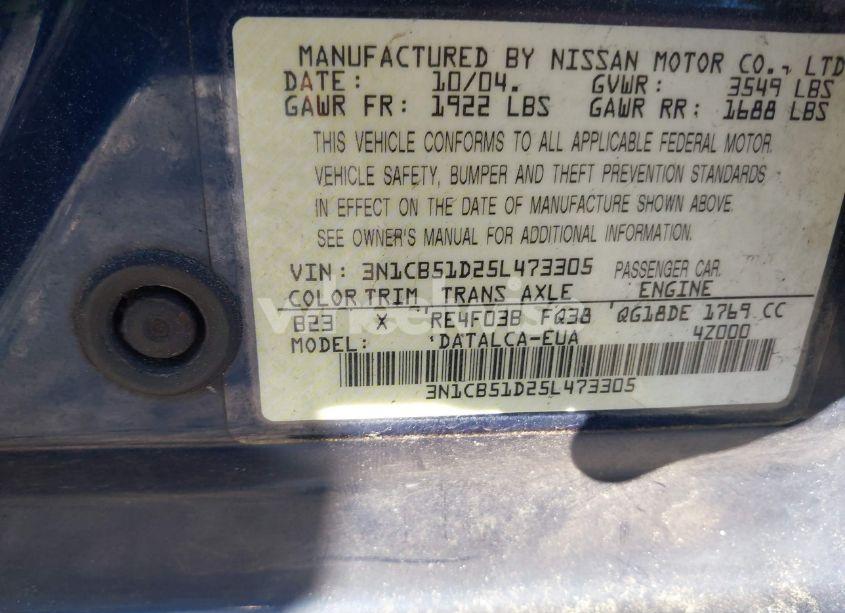 MANUFACTURED BY NISSAN MOTOR CO., LTD
DATE: 10/04. GVWR: 3549 LBS
GAWR FR: 1922 LBS GAWR RR: 1688 LBS
THIS VEHICLE CONFORMS TO ALL APPLICABLE FEDERAL MOTOR
VEHICLE SAFETY, BUMPER AND THEFT PREVENTION STANDARDS
IN EFFECT ON THE DATE OF MANUFACTURE SHOWN ABOVE.
SEE OWNER'S MANUAL FOR ADDITIONAL INFORMATION.
VIN: 3N1CB51D25L473305 PASSENGER CAR.
COLOR TRIM TRANS AXLE ENGINE
B23 X RE4F03B FQ38 QG18DE 1769 CC
MODEL: DATALCA-EUA 4Z000
3N1CB51D25L473305